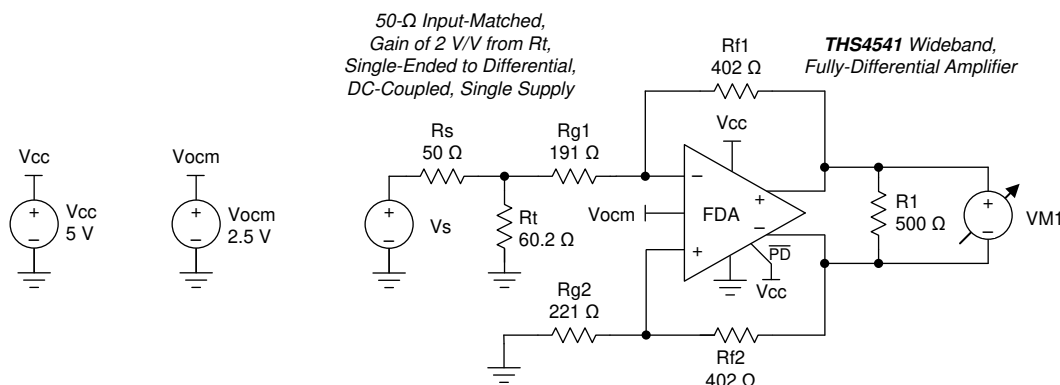 50-Ω Input-Matched,
Gain of 2 V/V from Rt,
Single-Ended to Differential,
DC-Coupled, Single Supply
Rf1
402 Ω
THS4541 Wideband,
Fully-Differential Amplifier
Vcc
Vcc
5 V
Vocm
Vocm
2.5 V
Rs
50 Ω
Rg1
191 Ω
Vcc
Vs
Rt
60.2 Ω
Vocm
FDA
PD
Vcc
R1
500 Ω
VM1
Rg2
221 Ω
Rf2
402 Ω